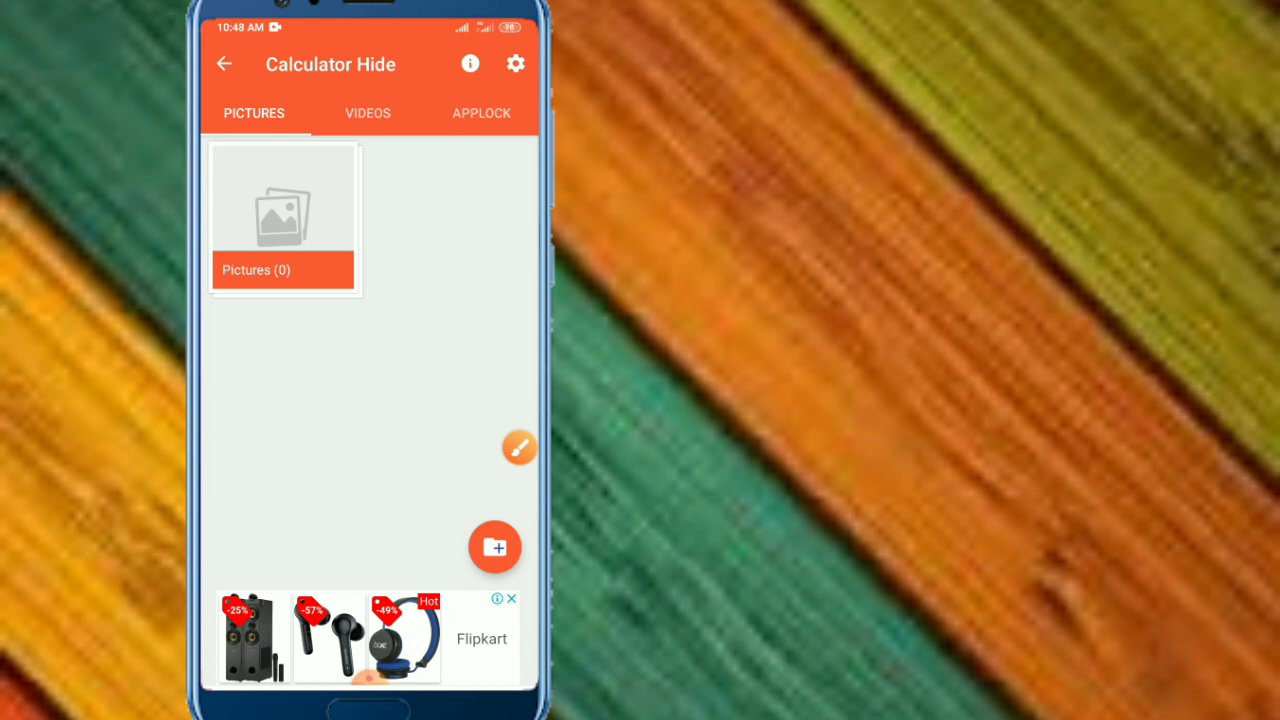 10:48 AM
98
Calculator Hide
PICTURES VIDEOS APPLOCK
Pictures (0)
-25% -57% -49% Hot
Flipkart